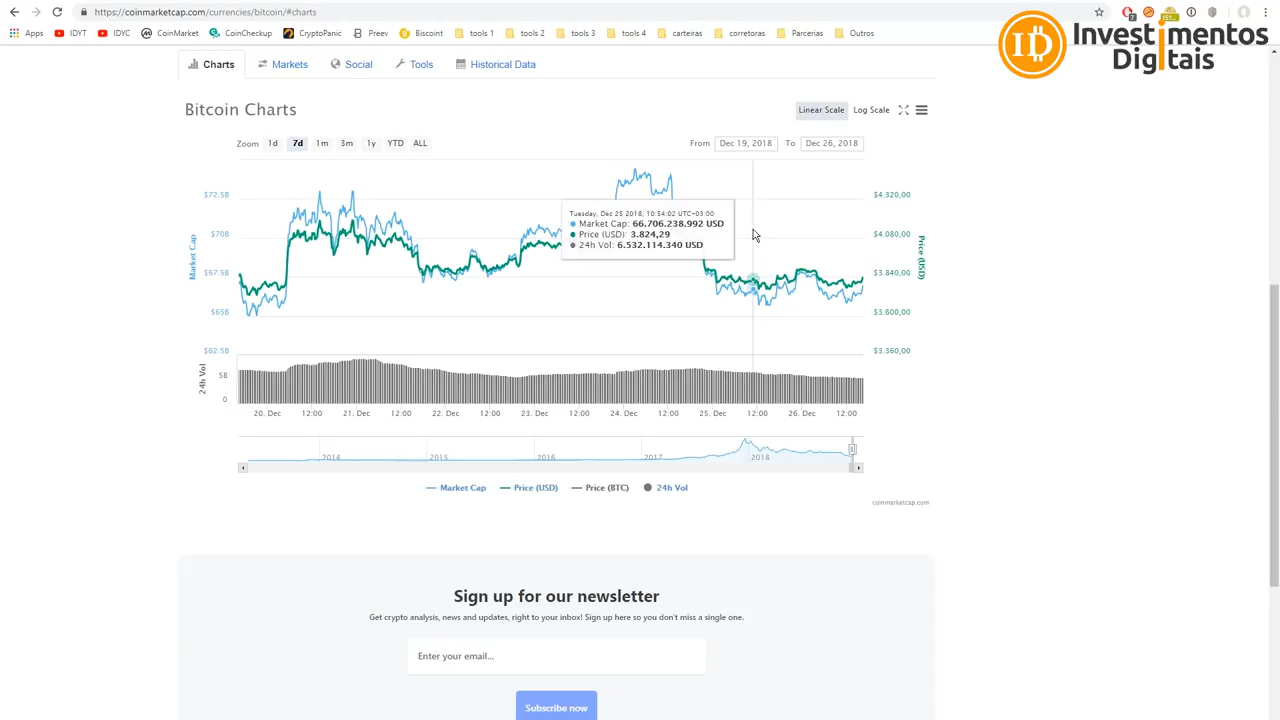 https://coinmarketcap.com/currencies/bitcoin/#charts
Apps IDYT IDYC CoinMarket CoinCheckup CryptoPanic Preev Biscoint tools 1 tools 2 tools 3 tools 4 carteiras corretoras Parcerias Outros
Investimentos
Digitais
Charts Markets Social Tools Historical Data
Bitcoin Charts
Linear Scale Log Scale
Zoom 1d 7d 1m 3m 1y YTD ALL
From Dec 19, 2018 To Dec 26, 2018
$72.5B $4.320,00
Tuesday, Dec 25 2018, 10:54:02 UTC-03:00
Market Cap: 66.706.238.992 USD
Price (USD): 3.824,29
24h Vol: 6.532.114.340 USD
$70B $4.080,00
Market Cap
Price (USD)
$67.5B $3.840,00
$65B $3.600,00
$62.5B $3.360,00
24h Vol
5B
0
20. Dec 12:00 21. Dec 12:00 22. Dec 12:00 23. Dec 12:00 24. Dec 12:00 25. Dec 12:00 26. Dec 12:00
2014 2015 2016 2017 2018
Market Cap Price (USD) Price (BTC) 24h Vol
coinmarketcap.com
Sign up for our newsletter
Get crypto analysis, news and updates, right to your inbox! Sign up here so you don't miss a single one.
Enter your email...
Subscribe now